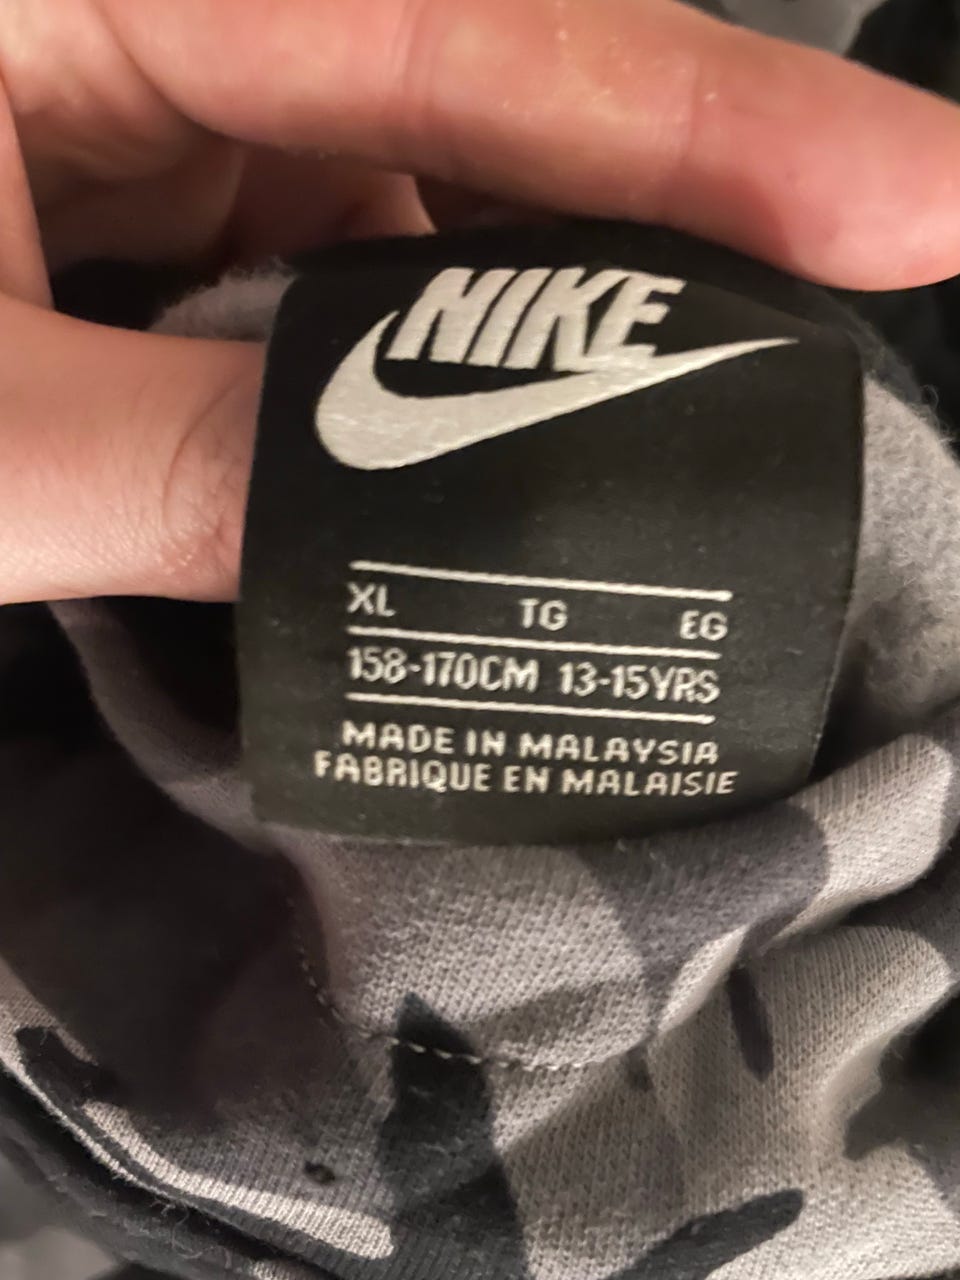 NIKE
XL TG EG
158-170CM 13-15YRS
MADE IN MALAYSIA
FABRIQUE EN MALAISIE